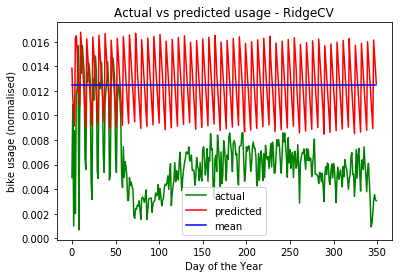 Actual vs predicted usage - RidgeCV
bike usage (normalised)
0.016
0.014
0.012
0.010
0.008
0.006
0.004
0.002
0.000
actual
predicted
mean
0
50
100
150
200
250
300
350
Day of the Year